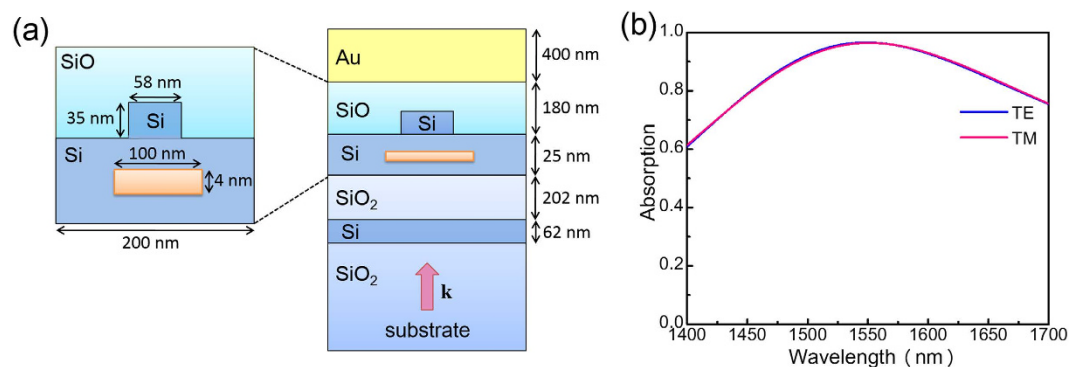 (a)
SiO
58 nm
35 nm
Si
Si
100 nm
4 nm
200 nm
Au
400 nm
SiO
180 nm
Si
Si
25 nm
SiO2
202 nm
Si
62 nm
SiO2
k
substrate
(b)
1.0
0.8
0.6
0.4
0.2
0.0
Absorption
TE
TM
1400 1450 1500 1550 1600 1650 1700
Wavelength (nm)